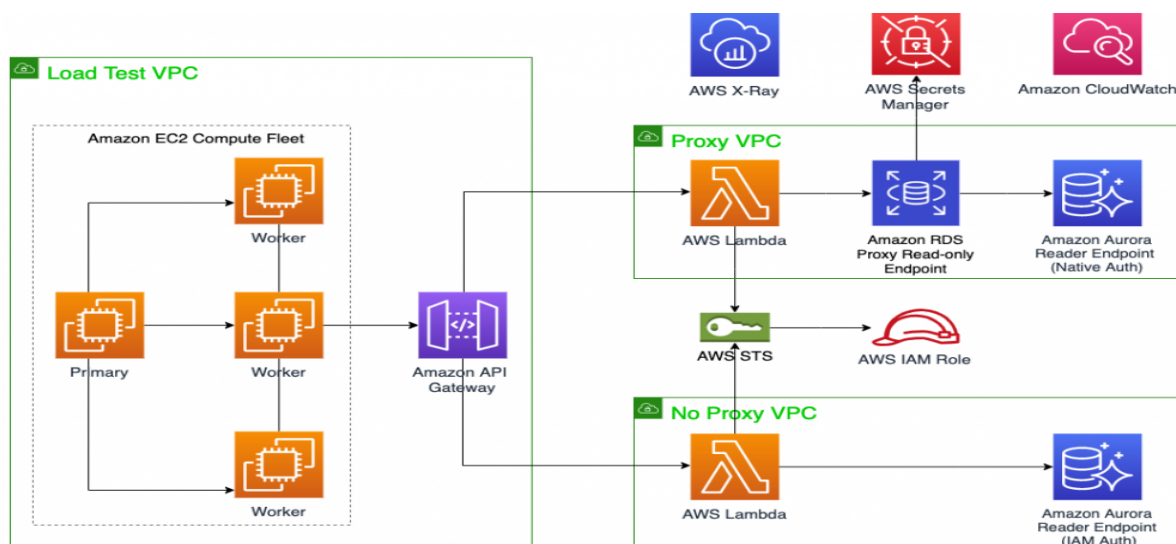 Load Test VPC
Amazon EC2 Compute Fleet
Worker
Primary
Worker
Worker
Amazon API
Gateway
AWS X-Ray
AWS Secrets
Manager
Amazon CloudWatch
Proxy VPC
AWS Lambda
Amazon RDS
Proxy Read-only
Endpoint
Amazon Aurora
Reader Endpoint
(Native Auth)
AWS STS
AWS IAM Role
No Proxy VPC
AWS Lambda
Amazon Aurora
Reader Endpoint
(IAM Auth)